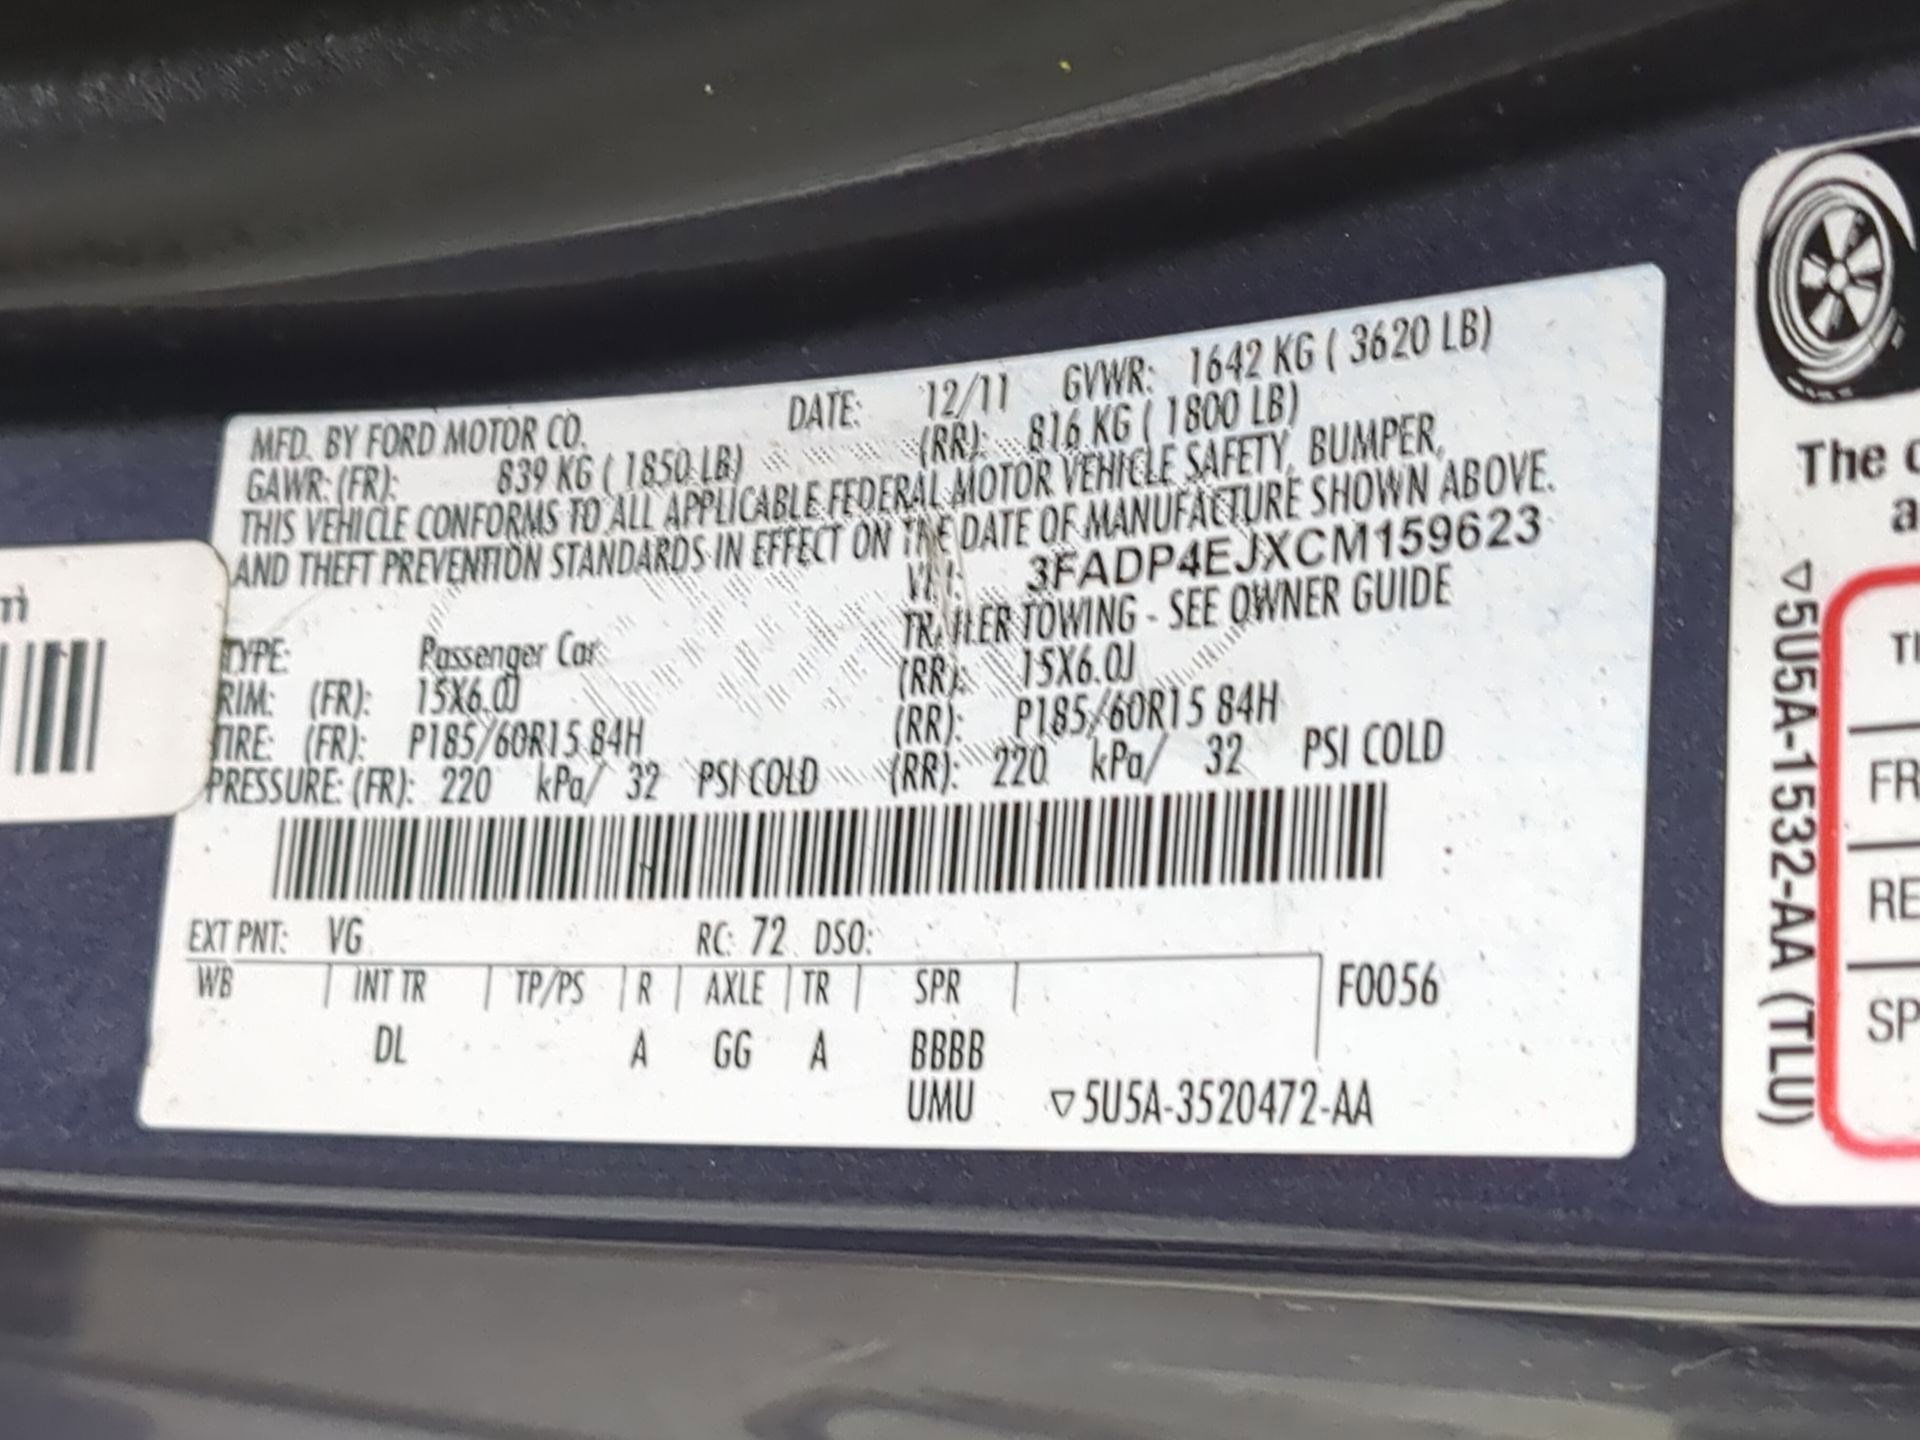 MFD. BY FORD MOTOR CO. DATE: 12/11 GVWR: 1642 KG ( 3620 LB)
GAWR: (FR): 839 KG ( 1850 LB) (RR): 816 KG ( 1800 LB)
THIS VEHICLE CONFORMS TO ALL APPLICABLE FEDERAL MOTOR VEHICLE SAFETY, BUMPER,
AND THEFT PREVENTION STANDARDS IN EFFECT ON THE DATE OF MANUFACTURE SHOWN ABOVE.
VIN: 3FADP4EJXCM159623
TRAILER TOWING - SEE OWNER GUIDE
TYPE: Passenger Car
RIM: (FR): 15X6.0J (RR): 15X6.0J
TIRE: (FR): P185/60R15 84H (RR): P185/60R15 84H
PRESSURE: (FR): 220 kPa/ 32 PSI COLD (RR): 220 kPa/ 32 PSI COLD
EXT PNT: VG RC: 72 DSO:
WB INT TR TP/PS R AXLE TR SPR F0056
DL A GG A BBBB
UMU ▽5U5A-3520472-AA
The
▽5U5A-1532-AA (TLU)
FR
RE
SP